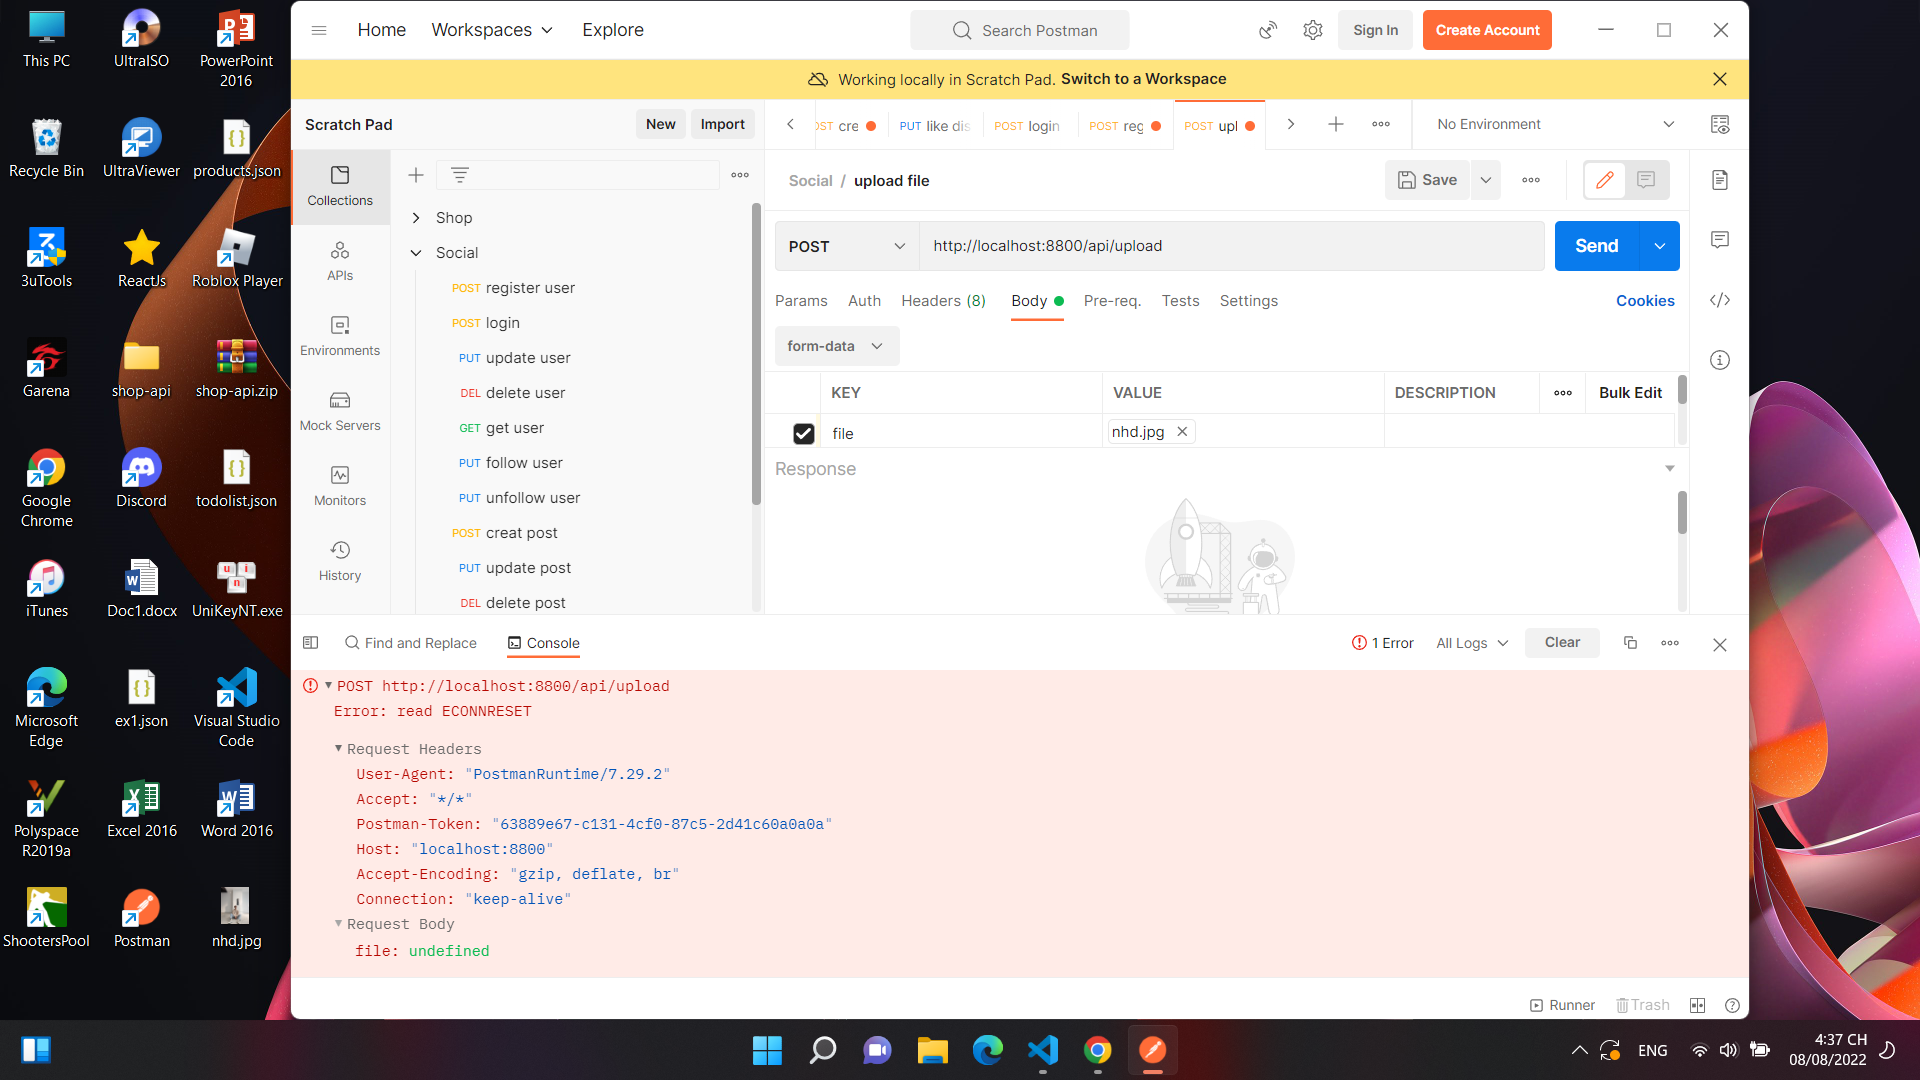 This PC
UltraISO
PowerPoint
2016
Recycle Bin
UltraViewer
products.json
3uTools
ReactJs
Roblox Player
Garena
shop-api
shop-api.zip
Google
Chrome
Discord
todolist.json
iTunes
Doc1.docx
UniKeyNT.exe
Microsoft
Edge
ex1.json
Visual Studio
Code
Polyspace
R2019a
Excel 2016
Word 2016
ShootersPool
Postman
nhd.jpg
Home
Workspaces
Explore
Search Postman
Sign In
Create Account
Working locally in Scratch Pad. Switch to a Workspace
Scratch Pad
New
Import
OST cre
PUT like dis
POST login
POST reg
POST upl
No Environment
Collections
APIs
Environments
Mock Servers
Monitors
History
Shop
Social
POST register user
POST login
PUT update user
DEL delete user
GET get user
PUT follow user
PUT unfollow user
POST creat post
PUT update post
DEL delete post
Social / upload file
Save
POST
http://localhost:8800/api/upload
Send
Params
Auth
Headers (8)
Body
Pre-req.
Tests
Settings
Cookies
form-data
KEY
VALUE
DESCRIPTION
Bulk Edit
file
nhd.jpg
Response
Find and Replace
Console
1 Error
All Logs
Clear
POST http://localhost:8800/api/upload
Error: read ECONNRESET
Request Headers
User-Agent: "PostmanRuntime/7.29.2"
Accept: "*/*"
Postman-Token: "63889e67-c131-4cf0-87c5-2d41c60a0a0a"
Host: "localhost:8800"
Accept-Encoding: "gzip, deflate, br"
Connection: "keep-alive"
Request Body
file: undefined
Runner
Trash
ENG
4:37 CH
08/08/2022